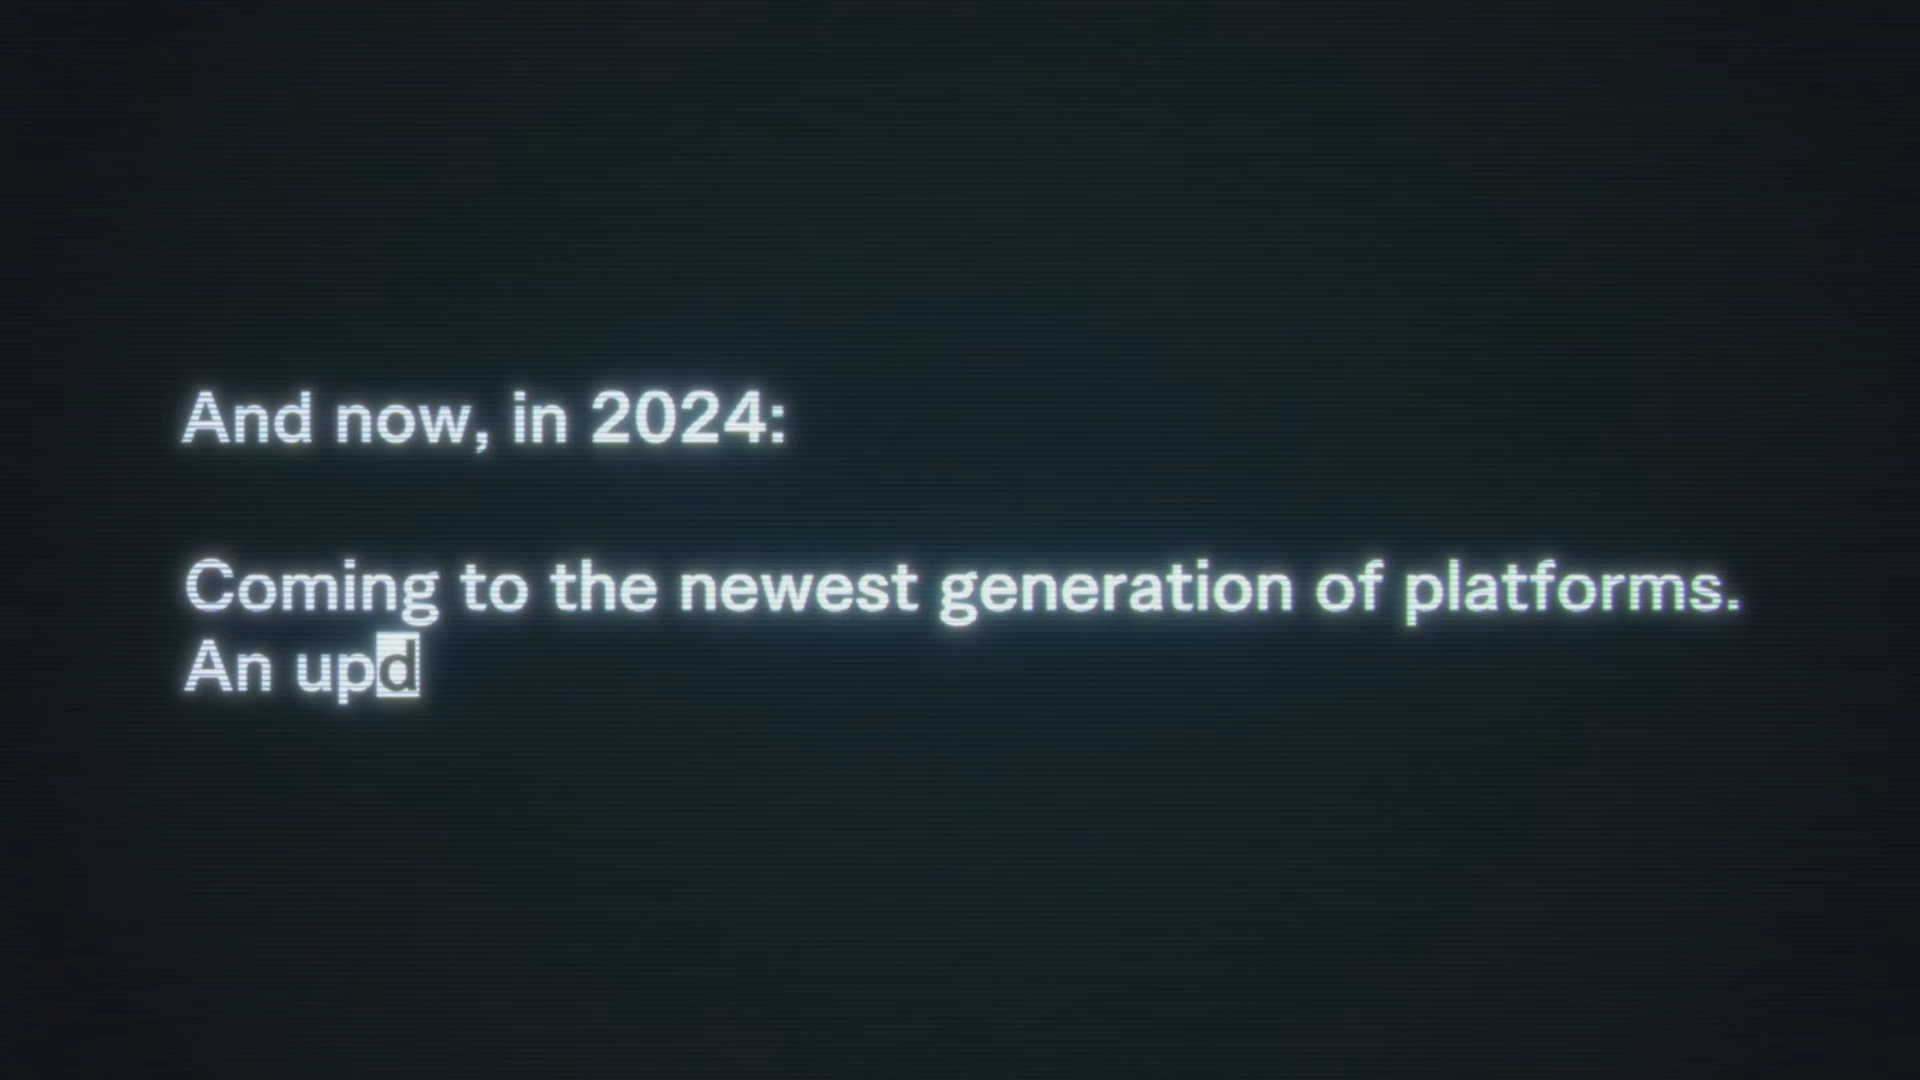 And now, in 2024:
Coming to the newest generation of platforms.
An upd